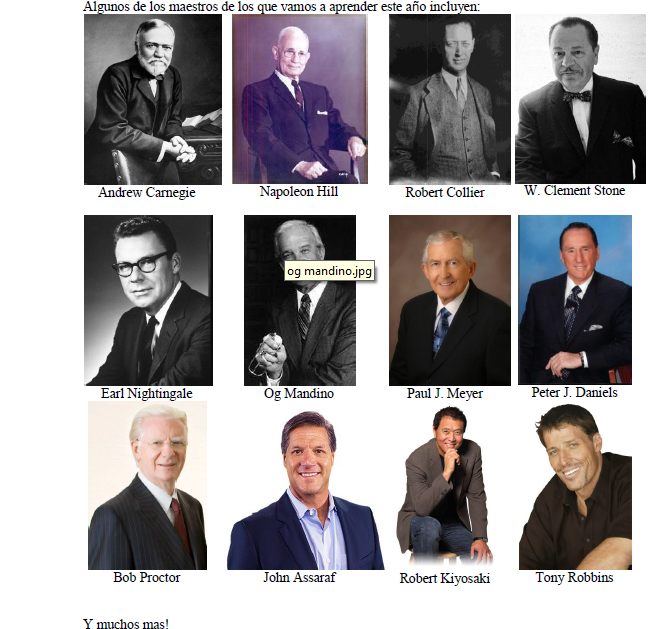 Algunos de los maestros de los que vamos a aprender este año incluyen:
Andrew Carnegie Napoleon Hill Robert Collier W. Clement Stone
og mandino.jpg
Earl Nightingale Og Mandino Paul J. Meyer Peter J. Daniels
Bob Proctor John Assaraf Robert Kiyosaki Tony Robbins
Y muchos mas!